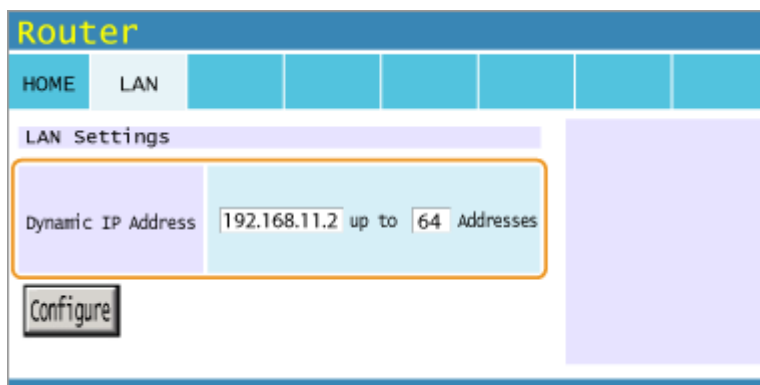 Router
HOME LAN
LAN Settings
Dynamic IP Address 192.168.11.2 up to 64 Addresses
Configure